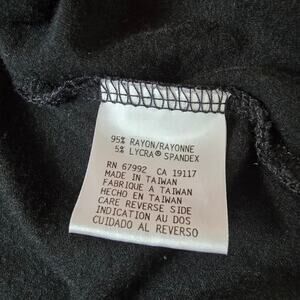 95% RAYON/RAYONNE
5% LYCRA® SPANDEX
RN 67992 CA 19117
MADE IN TAIWAN
FABRIQUE A TAIWAN
HECHO EN TAIWAN
CARE REVERSE SIDE
INDICATION AU DOS
CUIDADO AL REVERSO